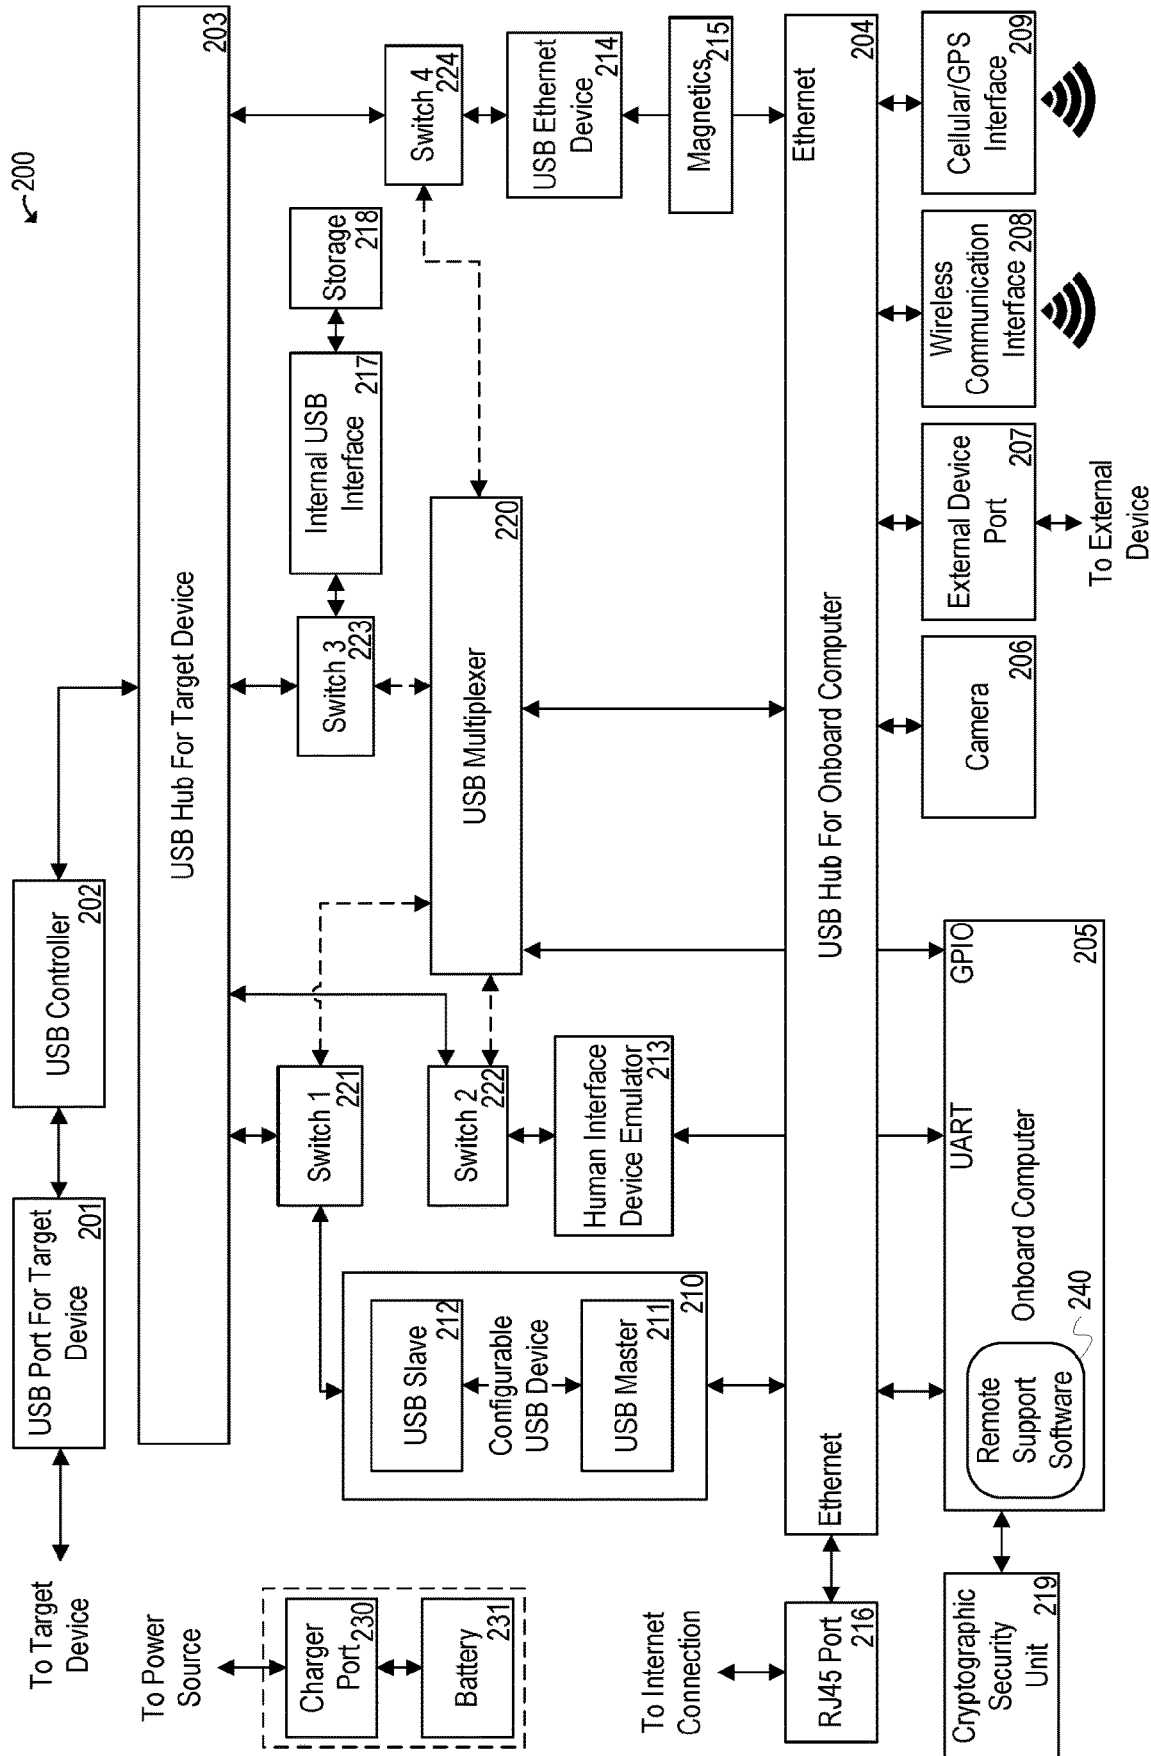 200
To Target
Device
USB Port For Target
Device
201
USB Controller
202
USB Hub For Target Device
203
To Power
Source
Charger
Port
230
Battery
231
Switch 1
221
Switch 2
222
Switch 3
223
Internal USB
Interface
217
Storage
218
Switch 4
224
USB Slave
212
Configurable
USB Device
USB Master
211
210
Human Interface
Device Emulator
213
USB Multiplexer
220
USB Ethernet
Device
214
Magnetics
215
To Internet
Connection
RJ45 Port
216
Ethernet
USB Hub For Onboard Computer
Ethernet
204
Cryptographic
Security
Unit
219
Remote
Support
Software
240
UART
GPIO
Onboard Computer
205
Camera
206
External Device
Port
207
To External
Device
Wireless
Communication
Interface
208
Cellular/GPS
Interface
209